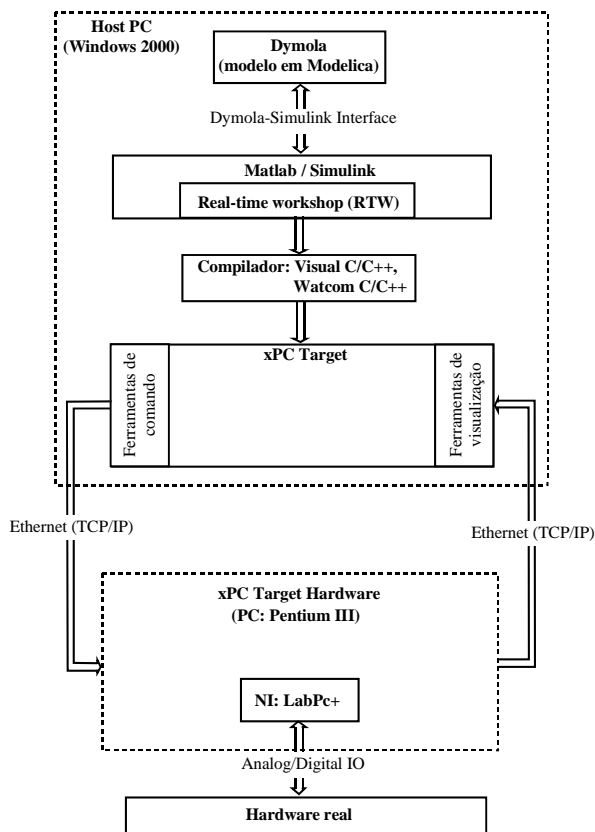 Host PC
(Windows 2000)
Dymola
(modelo em Modelica)
Dymola-Simulink Interface
Matlab / Simulink
Real-time workshop (RTW)
Compilador: Visual C/C++,
Watcom C/C++
xPC Target
Ferramentas de
comando
Ferramentas de
visualização
Ethernet (TCP/IP)
Ethernet (TCP/IP)
xPC Target Hardware
(PC: Pentium III)
NI: LabPc+
Analog/Digital IO
Hardware real